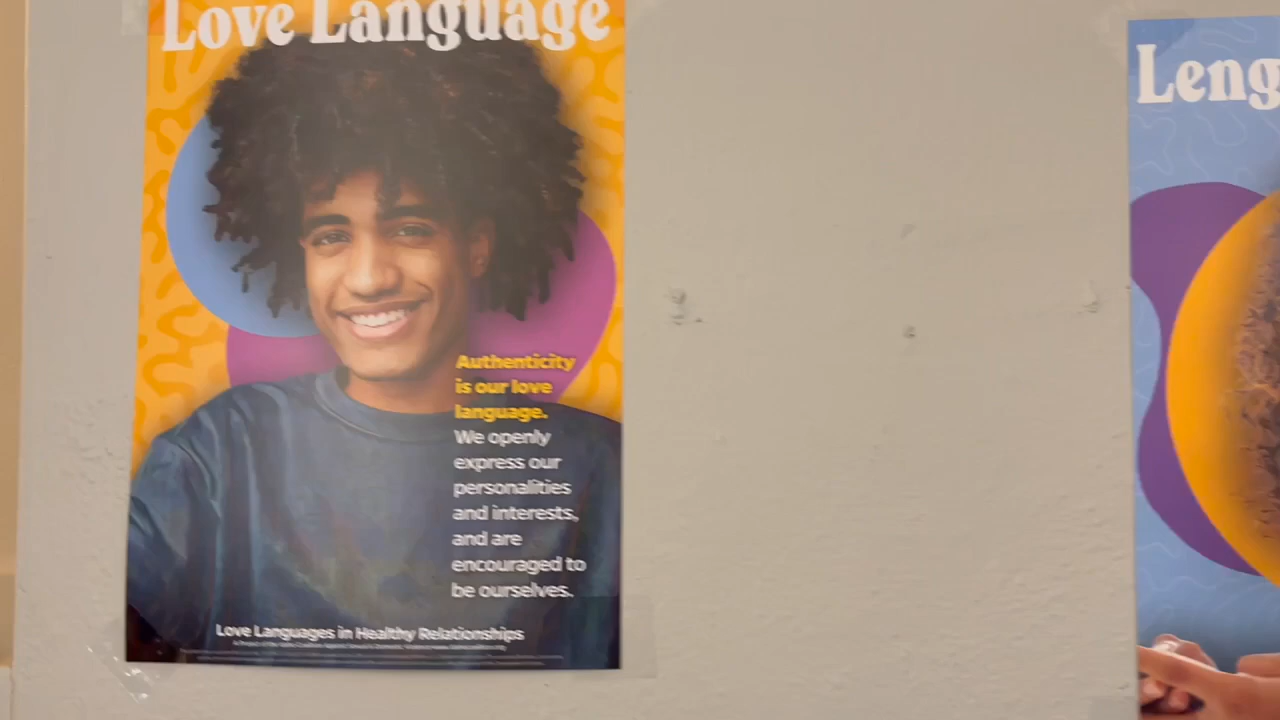 Love Language
Authenticity
is our love
language.
We openly
express our
personalities
and interests,
and are
encouraged to
be ourselves.
Love Languages in Healthy Relationships
Leng